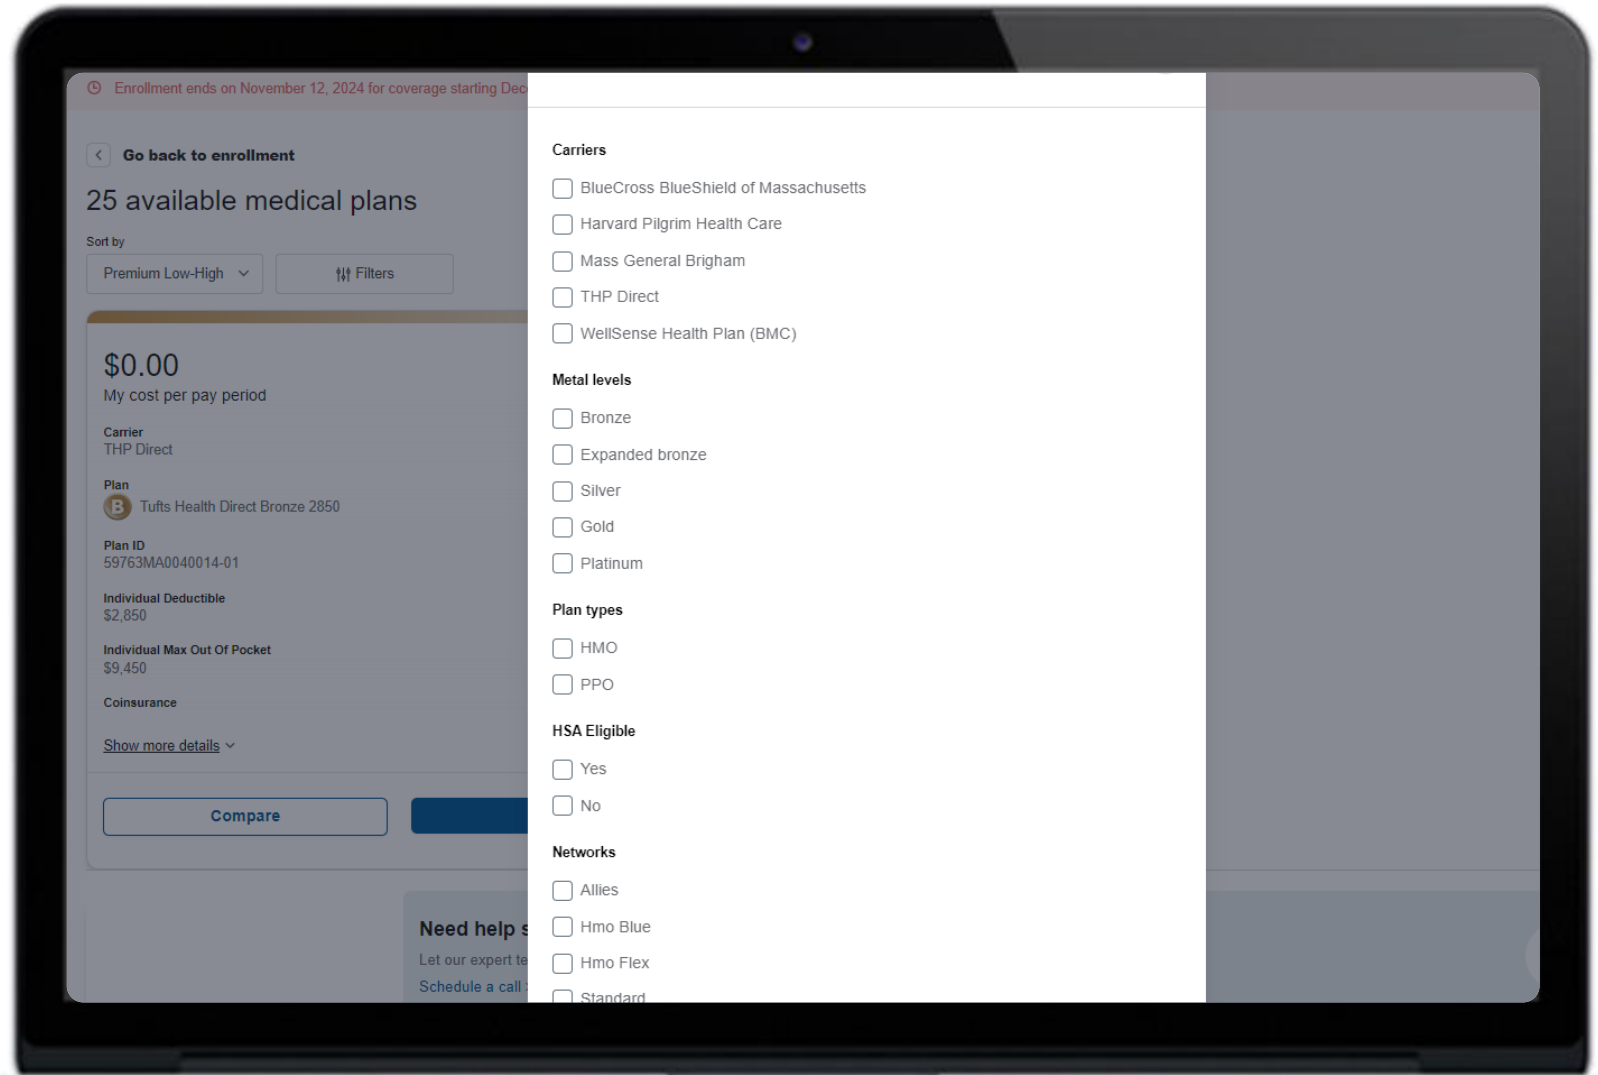 Enrollment ends on November 12, 2024 for coverage starting Dec
Go back to enrollment
25 available medical plans
Sort by
Premium Low-High
Filters
$0.00
My cost per pay period
Carrier
THP Direct
Plan
B Tufts Health Direct Bronze 2850
Plan ID
59763MA0040014-01
Individual Deductible
$2,850
Individual Max Out Of Pocket
$9,450
Coinsurance
Show more details
Compare
Need help s
Let our expert te
Schedule a call
Carriers
BlueCross BlueShield of Massachusetts
Harvard Pilgrim Health Care
Mass General Brigham
THP Direct
WellSense Health Plan (BMC)
Metal levels
Bronze
Expanded bronze
Silver
Gold
Platinum
Plan types
HMO
PPO
HSA Eligible
Yes
No
Networks
Allies
Hmo Blue
Hmo Flex
Standard